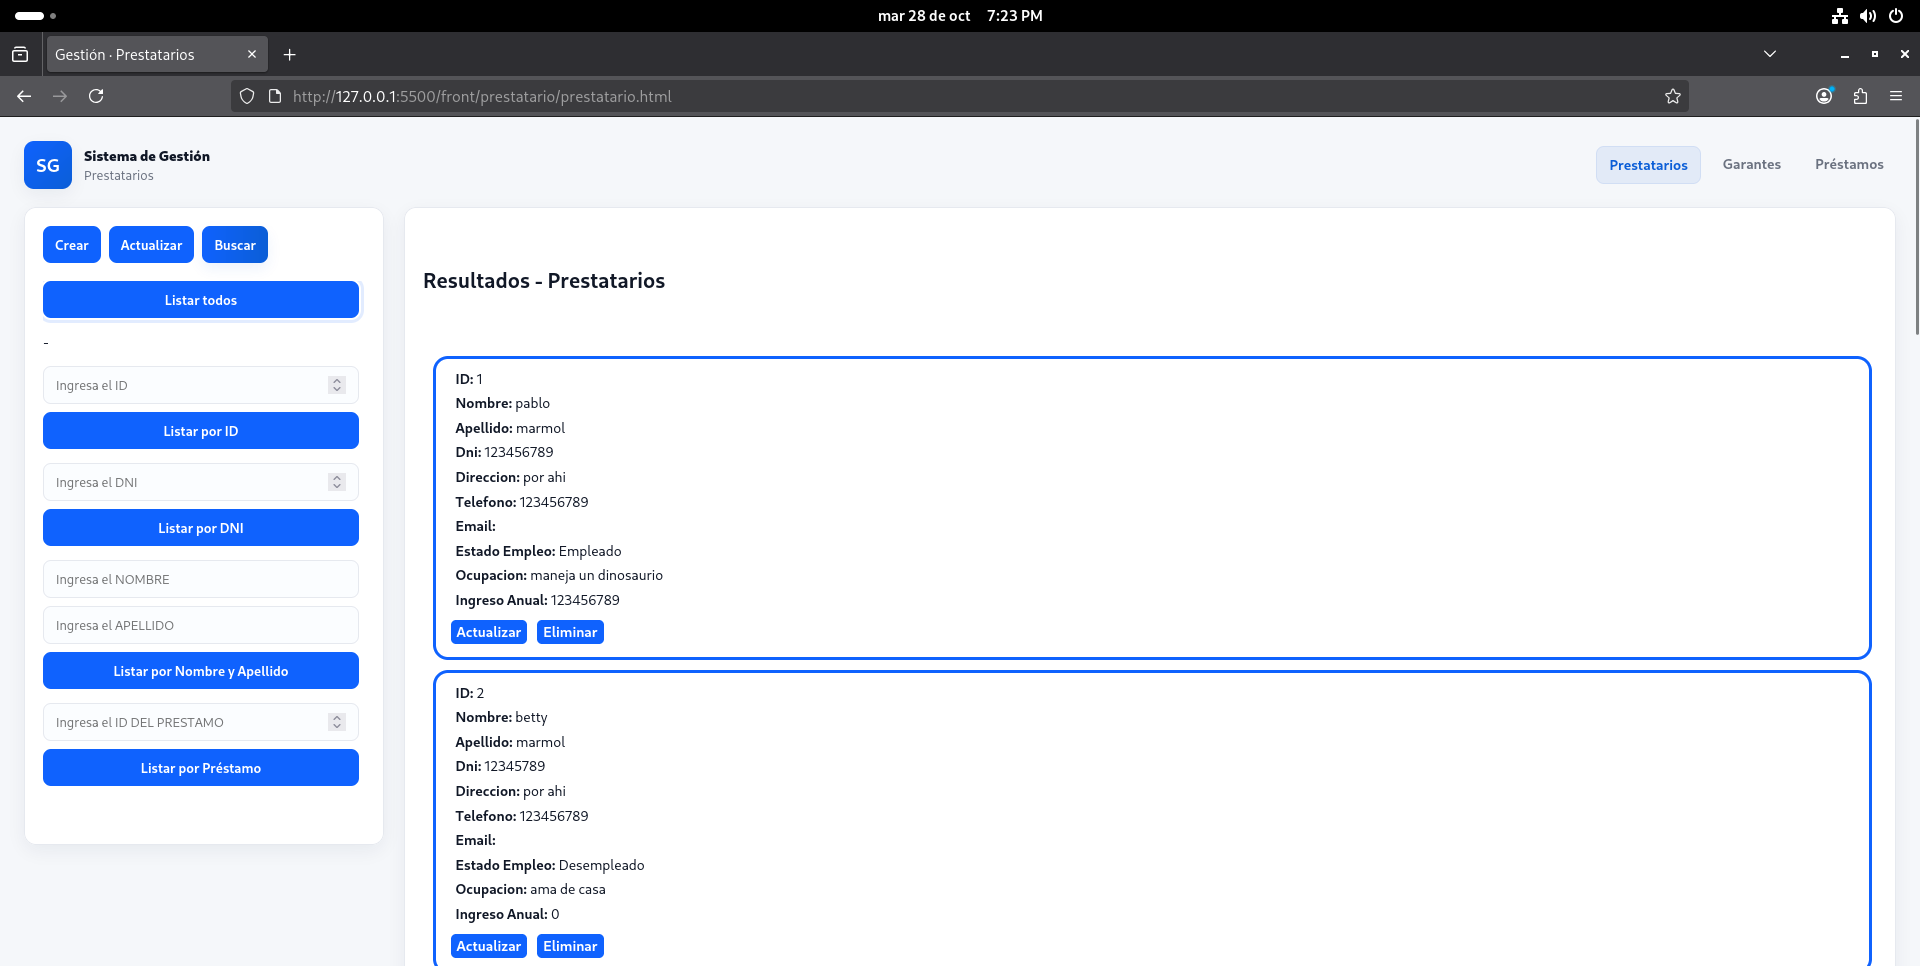 mar 28 de oct 7:23 PM
Gestión · Prestatarios
http://127.0.0.1:5500/front/prestatario/prestatario.html
SG
Sistema de Gestión
Prestatarios
Prestatarios
Garantes
Préstamos
Crear
Actualizar
Buscar
Listar todos
-
Ingresa el ID
Listar por ID
Ingresa el DNI
Listar por DNI
Ingresa el NOMBRE
Ingresa el APELLIDO
Listar por Nombre y Apellido
Ingresa el ID DEL PRESTAMO
Listar por Préstamo
Resultados - Prestatarios
ID: 1
Nombre: pablo
Apellido: marmol
Dni: 123456789
Direccion: por ahi
Telefono: 123456789
Email:
Estado Empleo: Empleado
Ocupacion: maneja un dinosaurio
Ingreso Anual: 123456789
Actualizar Eliminar
ID: 2
Nombre: betty
Apellido: marmol
Dni: 12345789
Direccion: por ahi
Telefono: 123456789
Email:
Estado Empleo: Desempleado
Ocupacion: ama de casa
Ingreso Anual: 0
Actualizar Eliminar